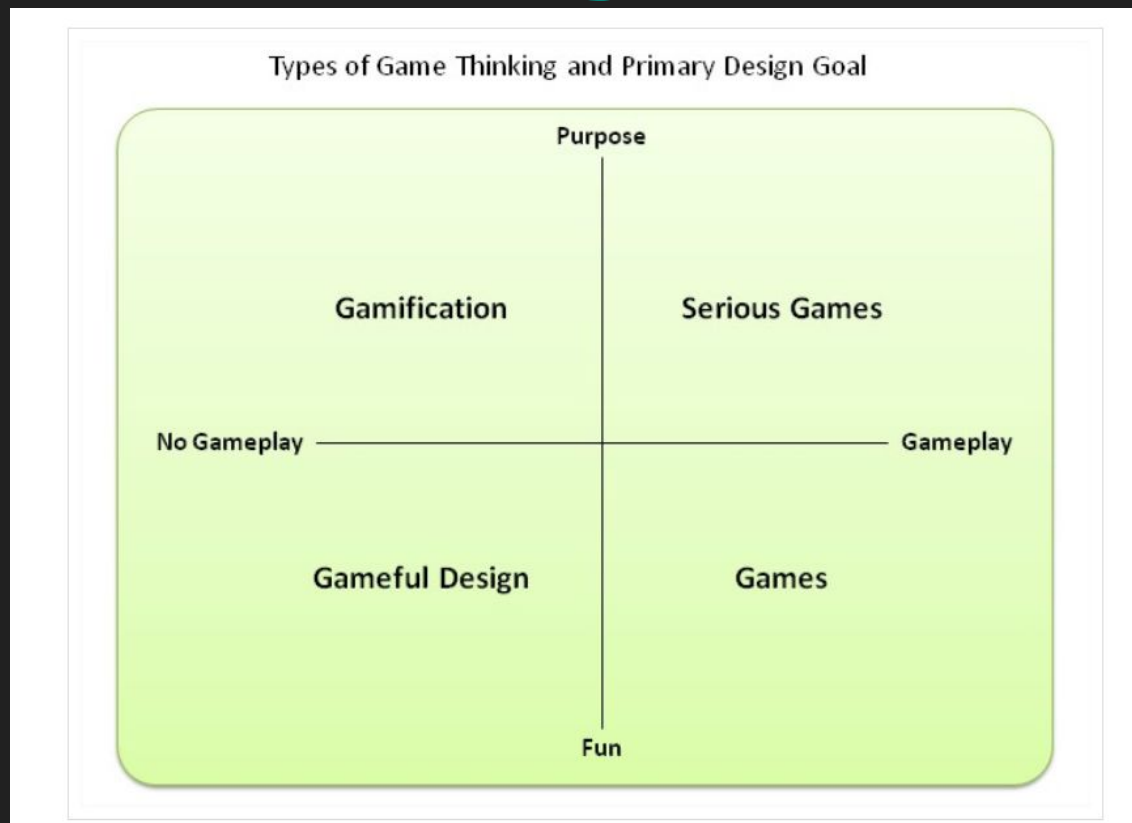 Types of Game Thinking and Primary Design Goal
Purpose
Gamification
Serious Games
No Gameplay
Gameplay
Gameful Design
Games
Fun